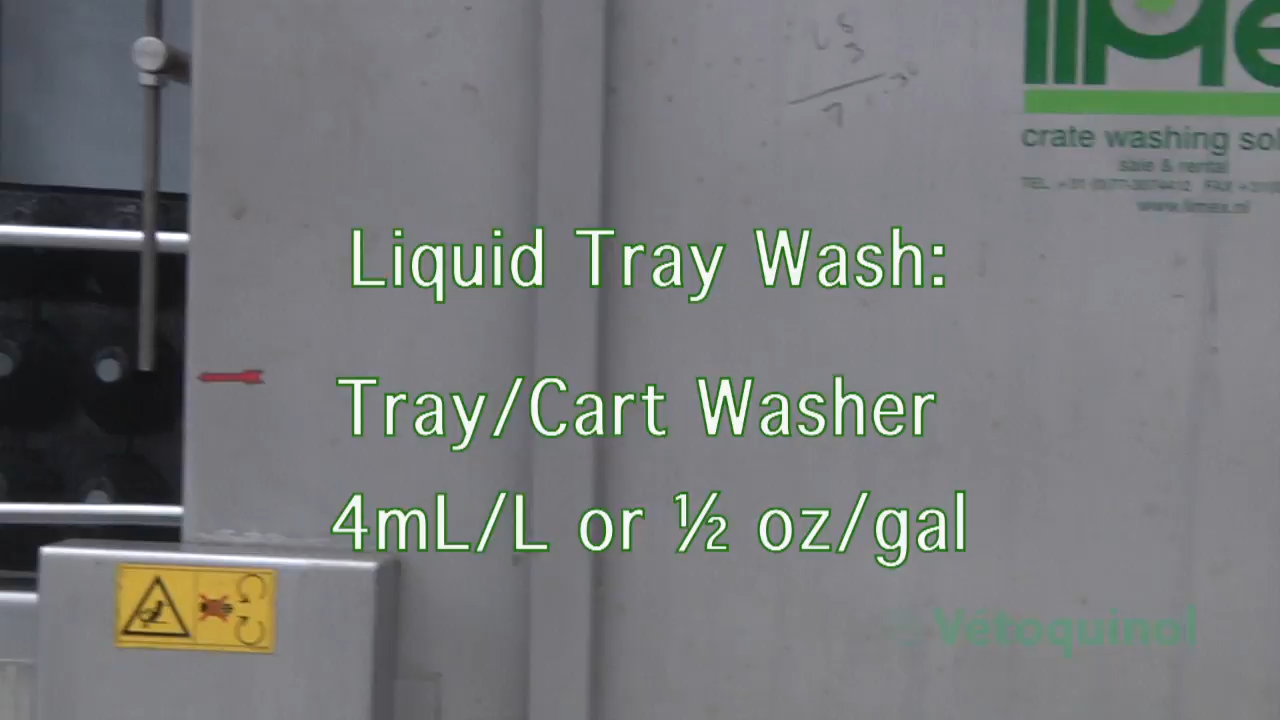 crate washing sol
sale & rental
www.limex.nl
Liquid Tray Wash:
Tray/Cart Washer
4mL/L or ½ oz/gal
Vétoquinol